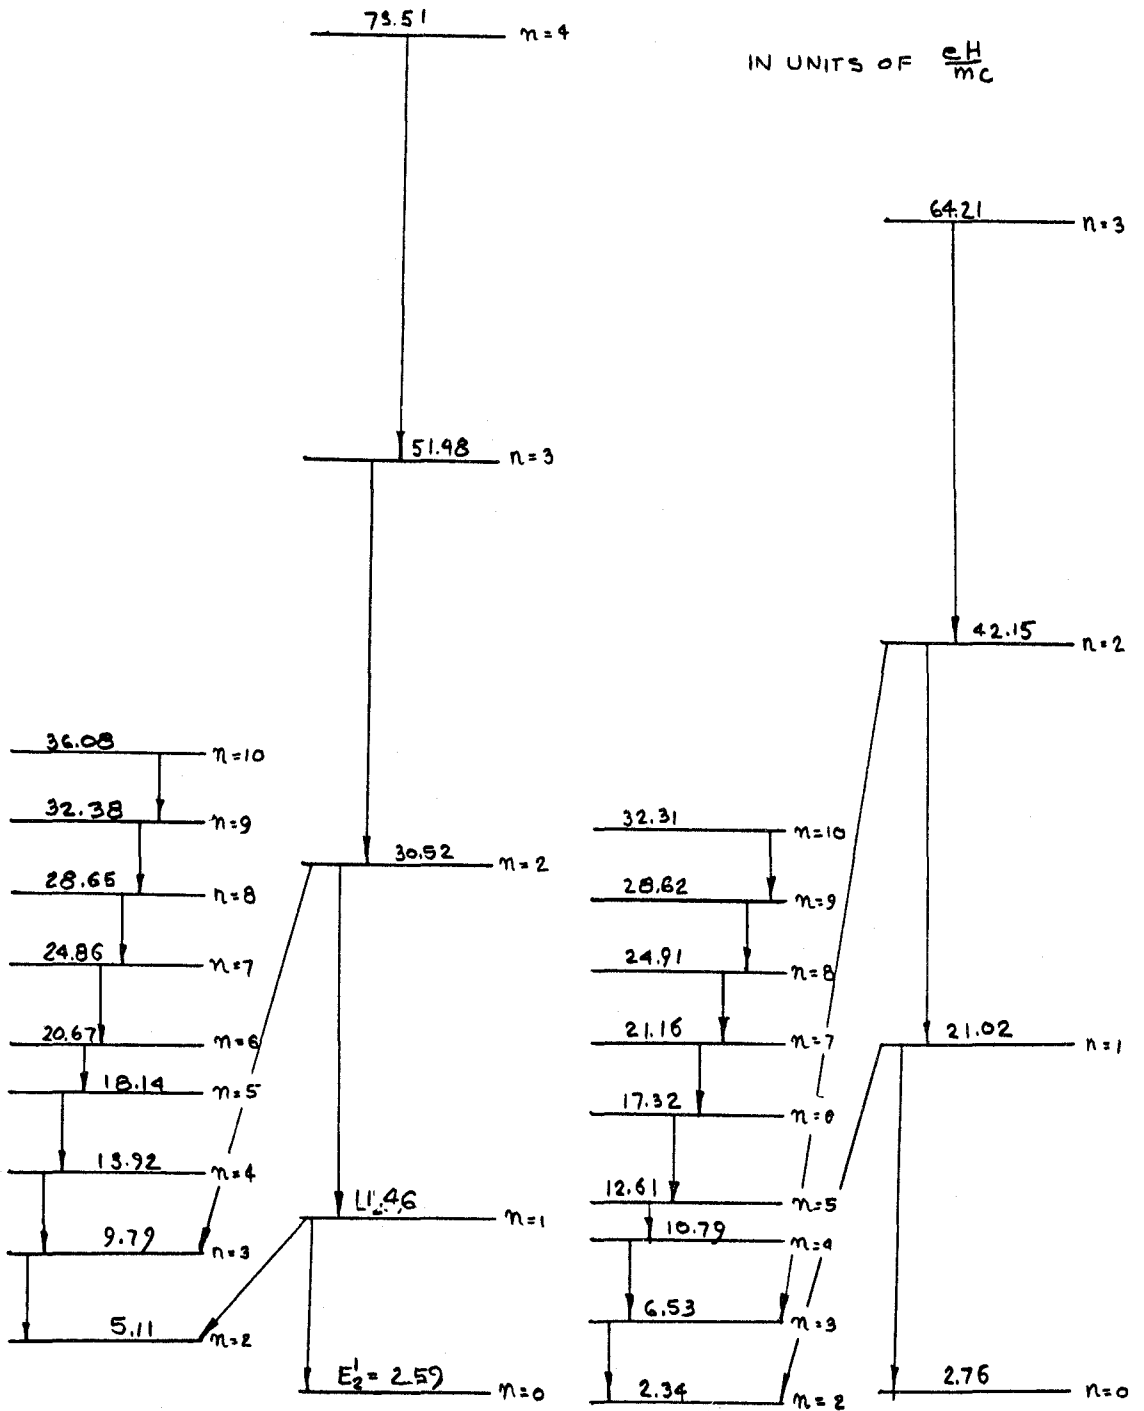 73.51 n=4
IN UNITS OF eH/mc
64.21 n=3
51.48 n=3
42.15 n=2
36.08 n=10
32.38 n=9
30.52 n=2
28.65 n=8
24.86 n=7
20.67 n=6
18.14 n=5
13.92 n=4
n=1
9.79 n=3
5.11 n=2
E₂¹ = 2.59 n=0
32.31 n=10
28.62 n=9
24.91 n=8
21.16 n=7
21.02 n=1
17.32
12.61 n=5
10.79 n=4
6.53 n=3
2.34 n=2
2.76 n=0